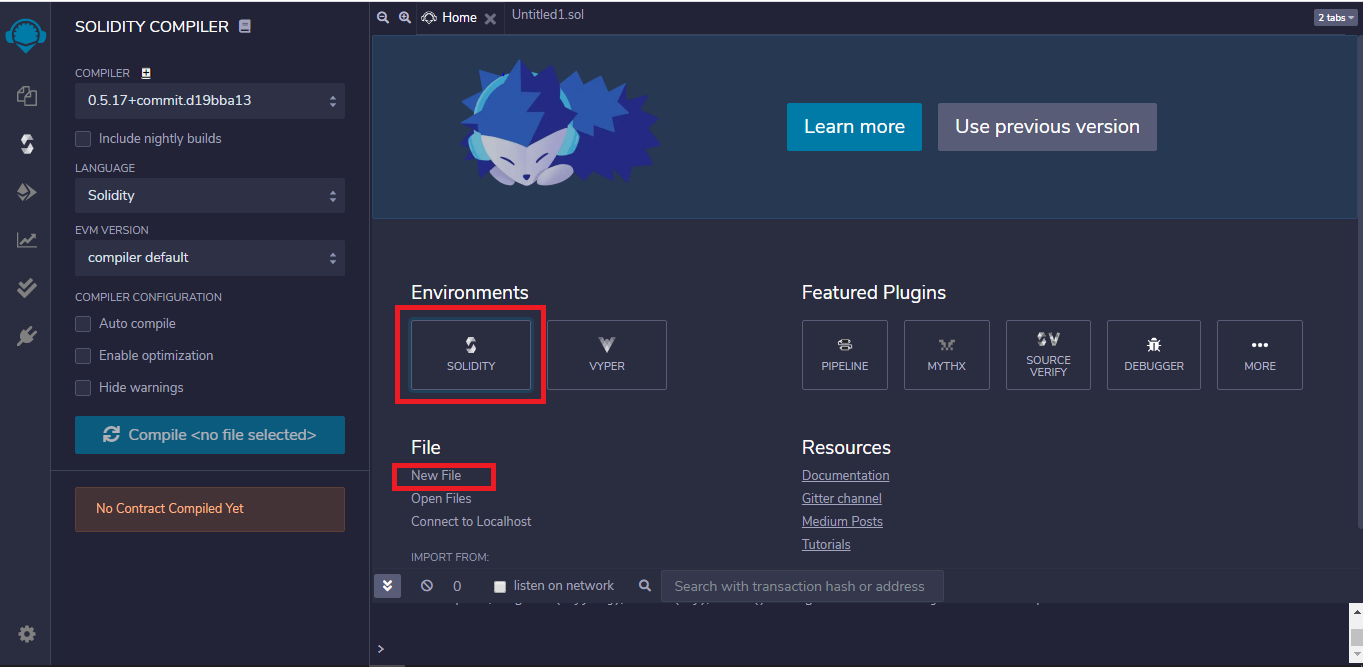 SOLIDITY COMPILER
COMPILER
0.5.17+commit.d19bba13
Include nightly builds
LANGUAGE
Solidity
EVM VERSION
compiler default
COMPILER CONFIGURATION
Auto compile
Enable optimization
Hide warnings
Compile <no file selected>
No Contract Compiled Yet
Home
Untitled1.sol
2 tabs
Learn more
Use previous version
Environments
SOLIDITY
VYPER
Featured Plugins
PIPELINE
MYTHX
SOURCE
VERIFY
DEBUGGER
MORE
File
New File
Open Files
Connect to Localhost
IMPORT FROM:
Resources
Documentation
Gitter channel
Medium Posts
Tutorials
0
listen on network
Search with transaction hash or address
>